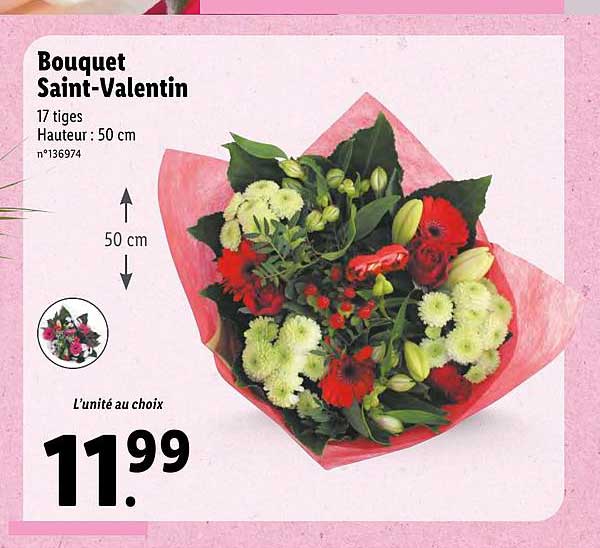 Bouquet
Saint-Valentin
17 tiges
Hauteur : 50 cm
n°136974
50 cm
L'unité au choix
11.99